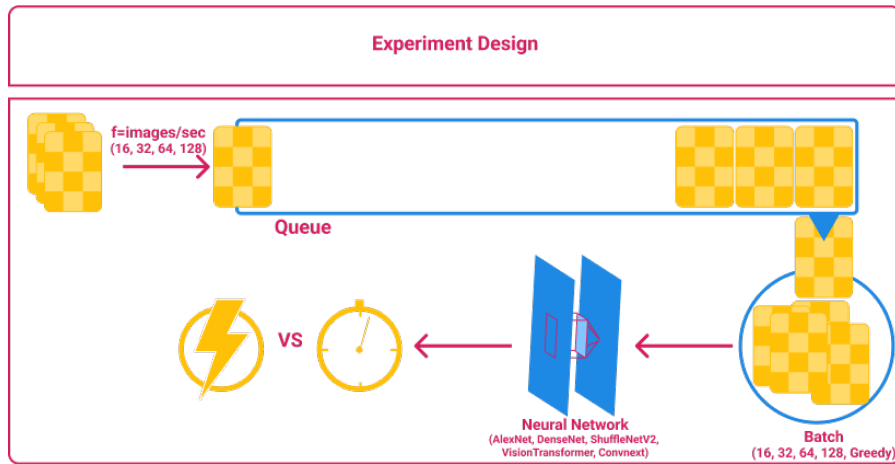 Experiment Design
f=images/sec
(16, 32, 64, 128)
Queue
VS
Neural Network
(AlexNet, DenseNet, ShuffleNetV2,
VisionTransformer, Convnext)
Batch
(16, 32, 64, 128, Greedy)